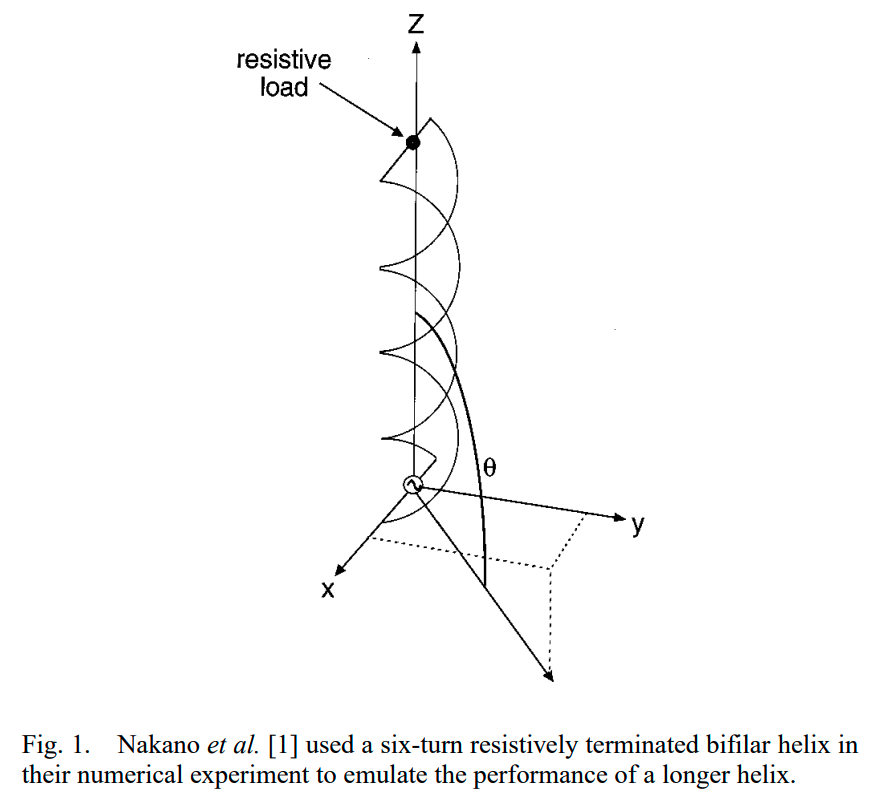 Z
resistive
load
θ
y
x
Fig. 1. Nakano et al. [1] used a six-turn resistively terminated bifilar helix in
their numerical experiment to emulate the performance of a longer helix.